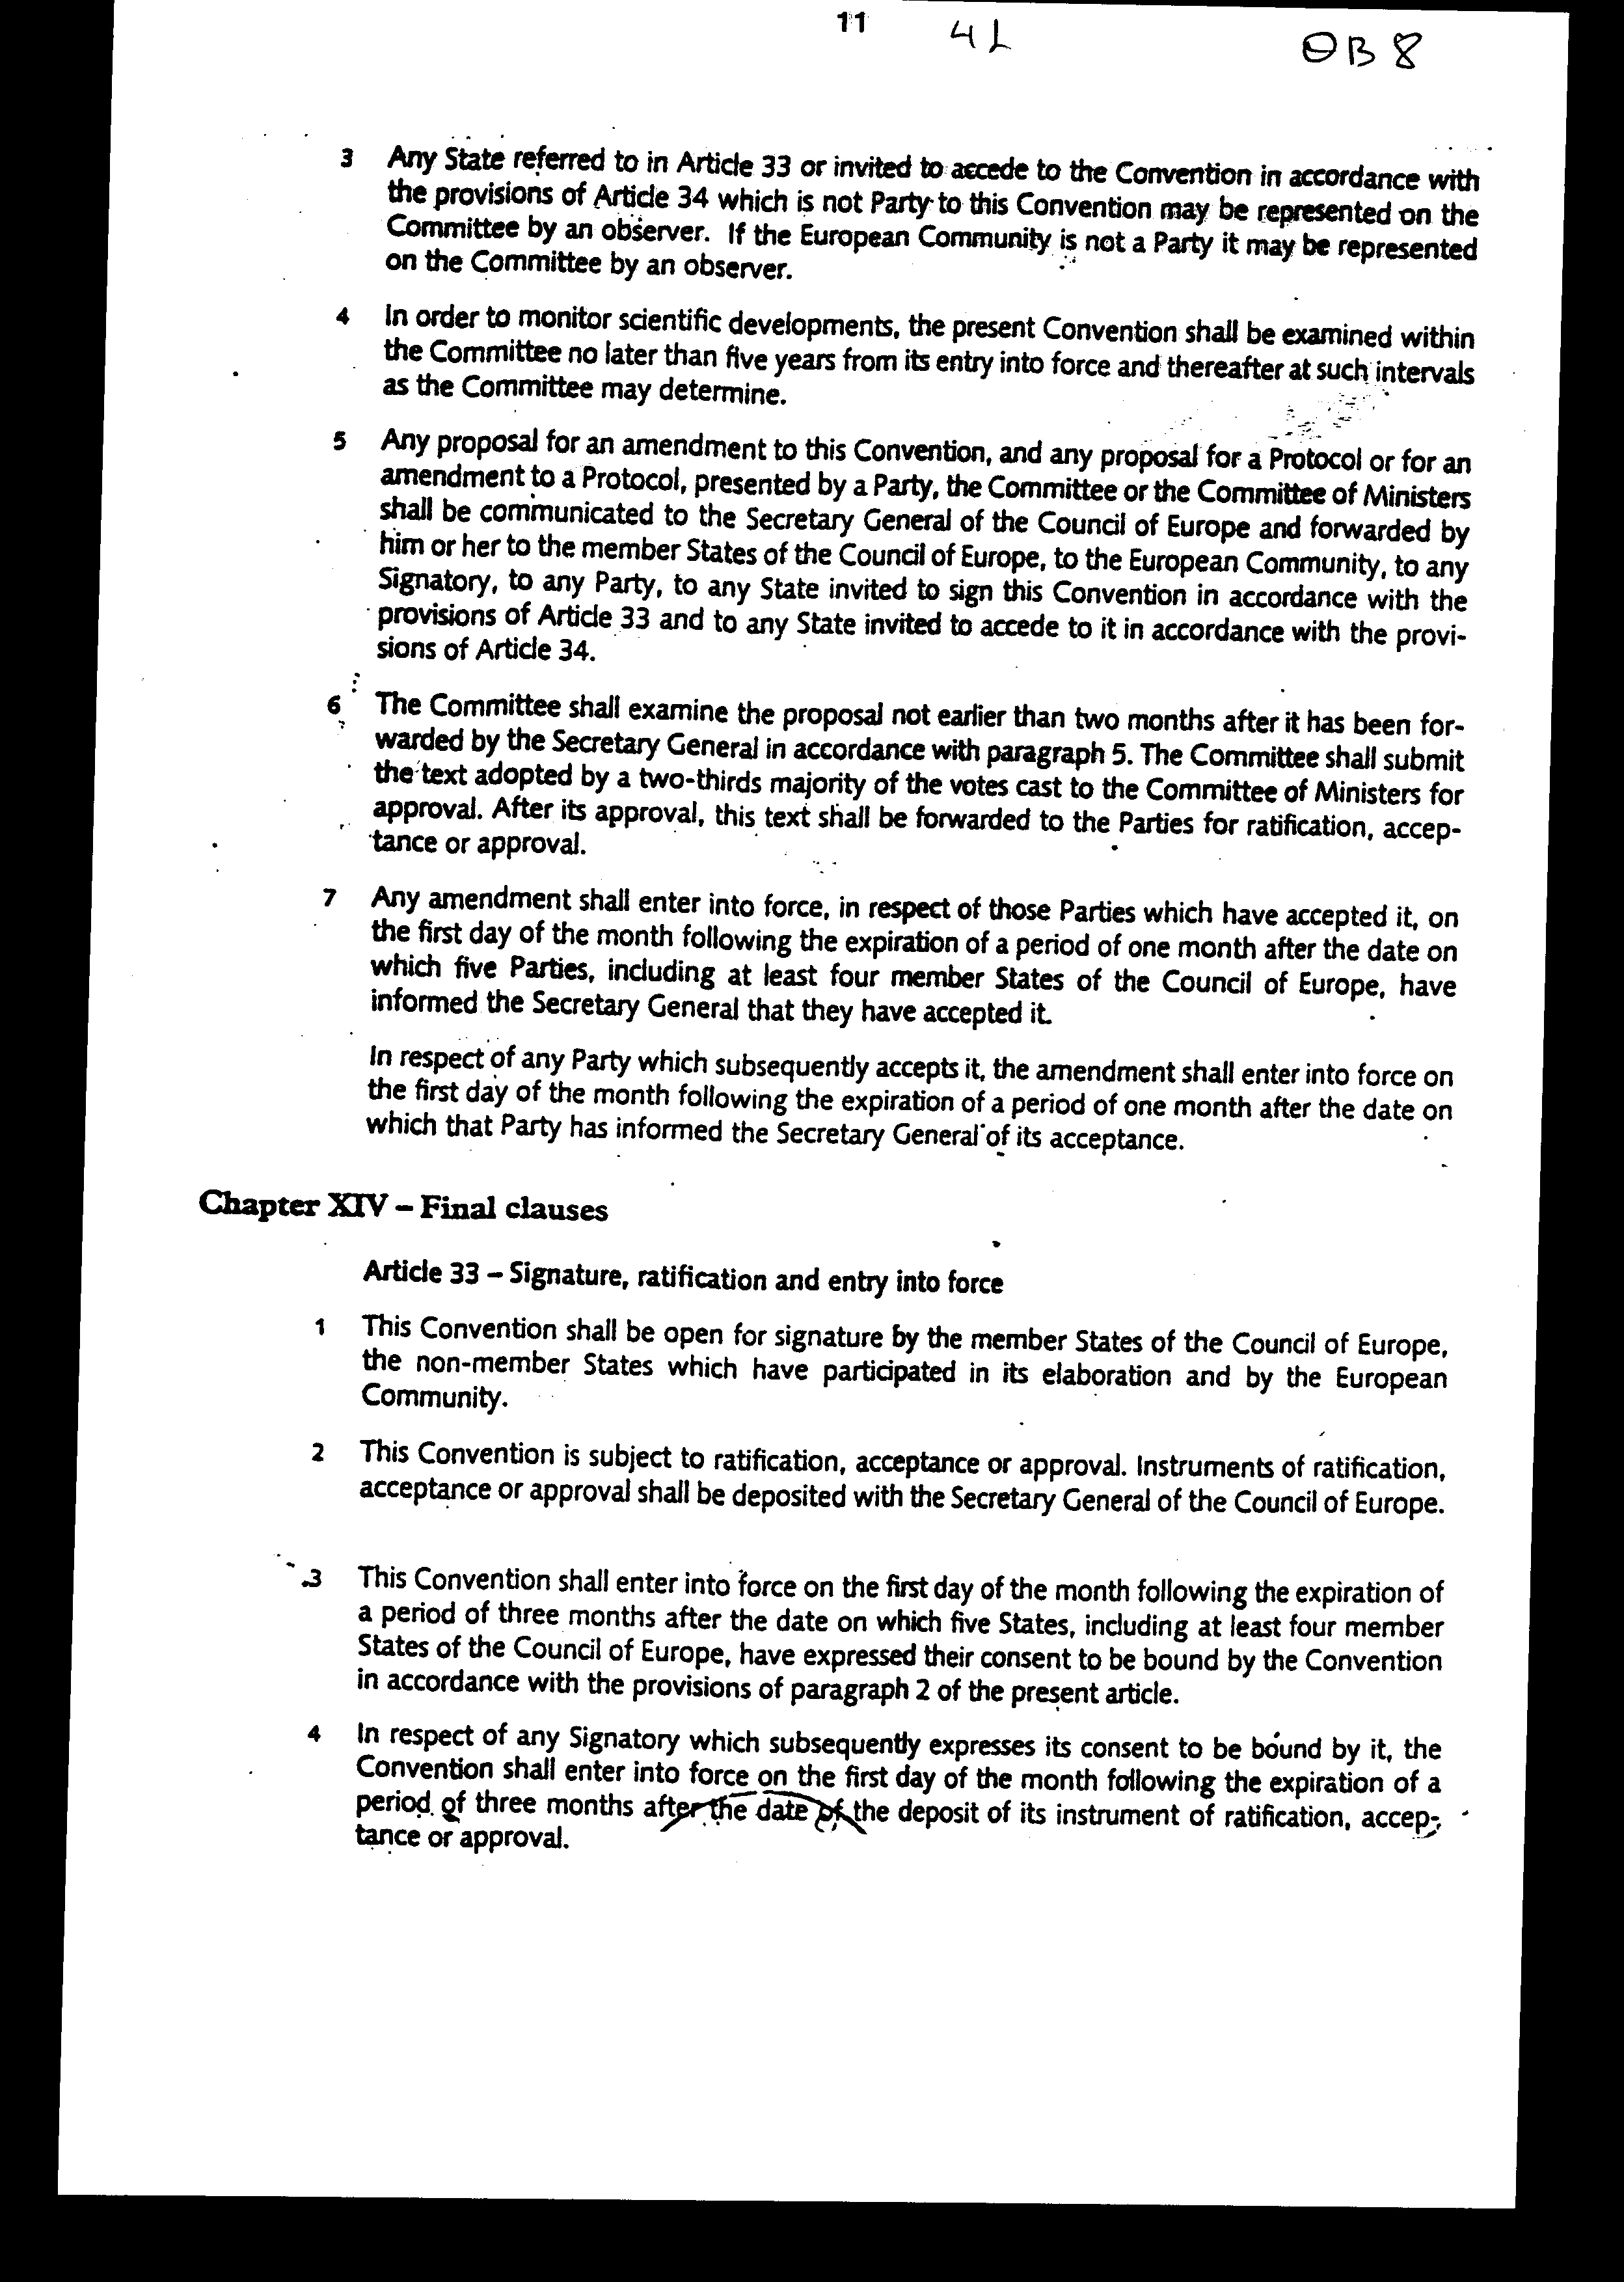 11 4L OB 8
3 Any State referred to in Article 33 or invited to accede to the Convention in accordance with
the provisions of Article 34 which is not Party to this Convention may be represented on the
Committee by an observer. If the European Community is not a Party it may be represented
on the Committee by an observer.
4 In order to monitor scientific developments, the present Convention shall be examined within
the Committee no later than five years from its entry into force and thereafter at such intervals
as the Committee may determine.
5 Any proposal for an amendment to this Convention, and any proposal for a Protocol or for an
amendment to a Protocol, presented by a Party, the Committee or the Committee of Ministers
shall be communicated to the Secretary General of the Council of Europe and forwarded by
him or her to the member States of the Council of Europe, to the European Community, to any
Signatory, to any Party, to any State invited to sign this Convention in accordance with the
provisions of Article 33 and to any State invited to accede to it in accordance with the provi-
sions of Article 34.
6 The Committee shall examine the proposal not earlier than two months after it has been for-
warded by the Secretary General in accordance with paragraph 5. The Committee shall submit
the text adopted by a two-thirds majority of the votes cast to the Committee of Ministers for
approval. After its approval, this text shall be forwarded to the Parties for ratification, accep-
tance or approval.
7 Any amendment shall enter into force, in respect of those Parties which have accepted it, on
the first day of the month following the expiration of a period of one month after the date on
which five Parties, including at least four member States of the Council of Europe, have
informed the Secretary General that they have accepted it.
In respect of any Party which subsequently accepts it, the amendment shall enter into force on
the first day of the month following the expiration of a period of one month after the date on
which that Party has informed the Secretary General of its acceptance.
Chapter XIV – Final clauses
Article 33 – Signature, ratification and entry into force
1 This Convention shall be open for signature by the member States of the Council of Europe,
the non-member States which have participated in its elaboration and by the European
Community.
2 This Convention is subject to ratification, acceptance or approval. Instruments of ratification,
acceptance or approval shall be deposited with the Secretary General of the Council of Europe.
3 This Convention shall enter into force on the first day of the month following the expiration of
a period of three months after the date on which five States, including at least four member
States of the Council of Europe, have expressed their consent to be bound by the Convention
in accordance with the provisions of paragraph 2 of the present article.
4 In respect of any Signatory which subsequently expresses its consent to be bound by it, the
Convention shall enter into force on the first day of the month following the expiration of a
period of three months after the date of the deposit of its instrument of ratification, accep-
tance or approval.